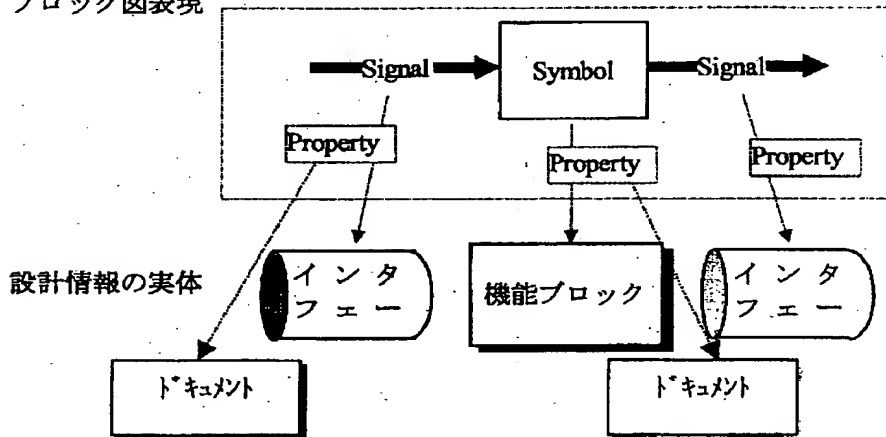 ブロック図表現
Signal
Symbol
Signal
Property
Property
Property
設計情報の実体
インタ
フェー
機能ブロック
インタ
フェー
ドキュメント
ドキュメント